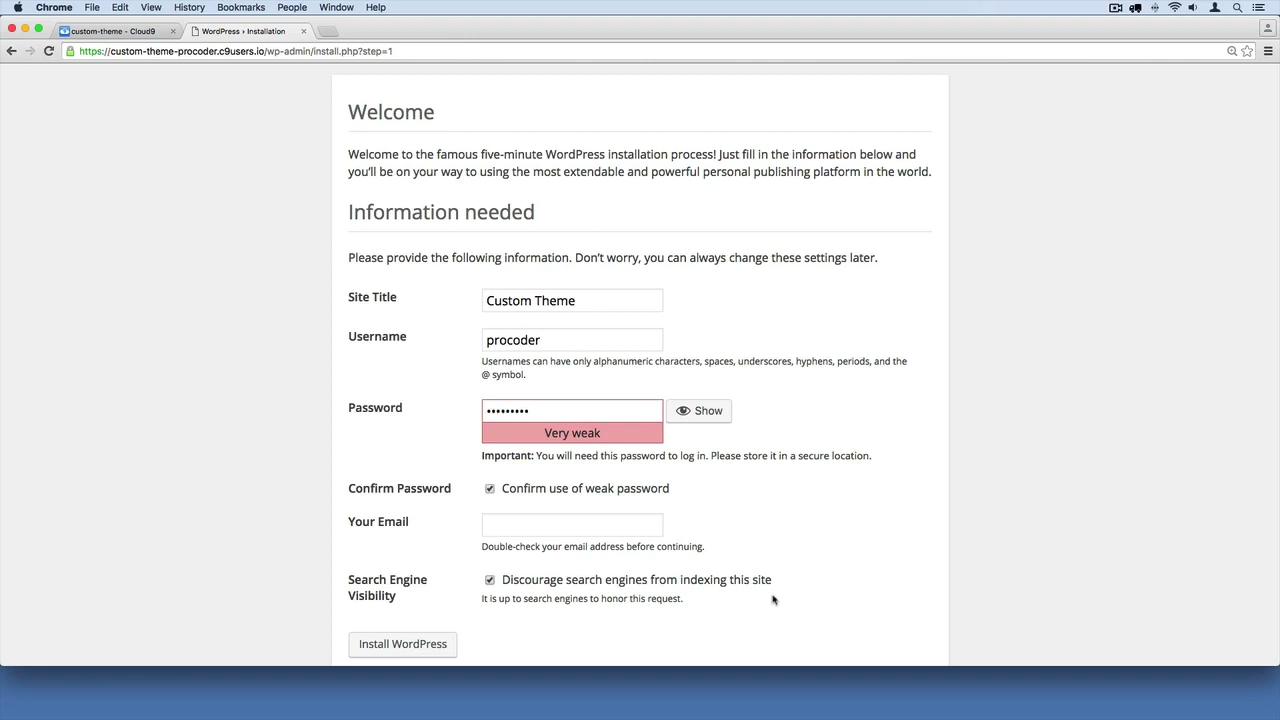 Chrome File Edit View History Bookmarks People Window Help
custom-theme - Cloud9 WordPress › Installation
https://custom-theme-procoder.c9users.io/wp-admin/install.php?step=1
Welcome
Welcome to the famous five-minute WordPress installation process! Just fill in the information below and
you’ll be on your way to using the most extendable and powerful personal publishing platform in the world.
Information needed
Please provide the following information. Don’t worry, you can always change these settings later.
Site Title Custom Theme
Username procoder
Usernames can have only alphanumeric characters, spaces, underscores, hyphens, periods, and the
@ symbol.
Password ••••••••• Show
Very weak
Important: You will need this password to log in. Please store it in a secure location.
Confirm Password Confirm use of weak password
Your Email
Double-check your email address before continuing.
Search Engine
Visibility
Discourage search engines from indexing this site
It is up to search engines to honor this request.
Install WordPress